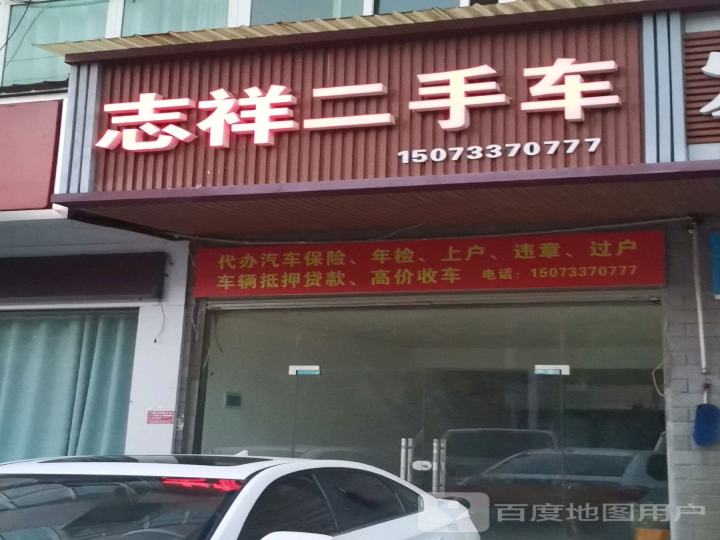 志祥二手车
15073370777
代办汽车保险、年检、上户、违章、过户
车辆抵押贷款、高价收车 电话：15073370777
百度地图用户